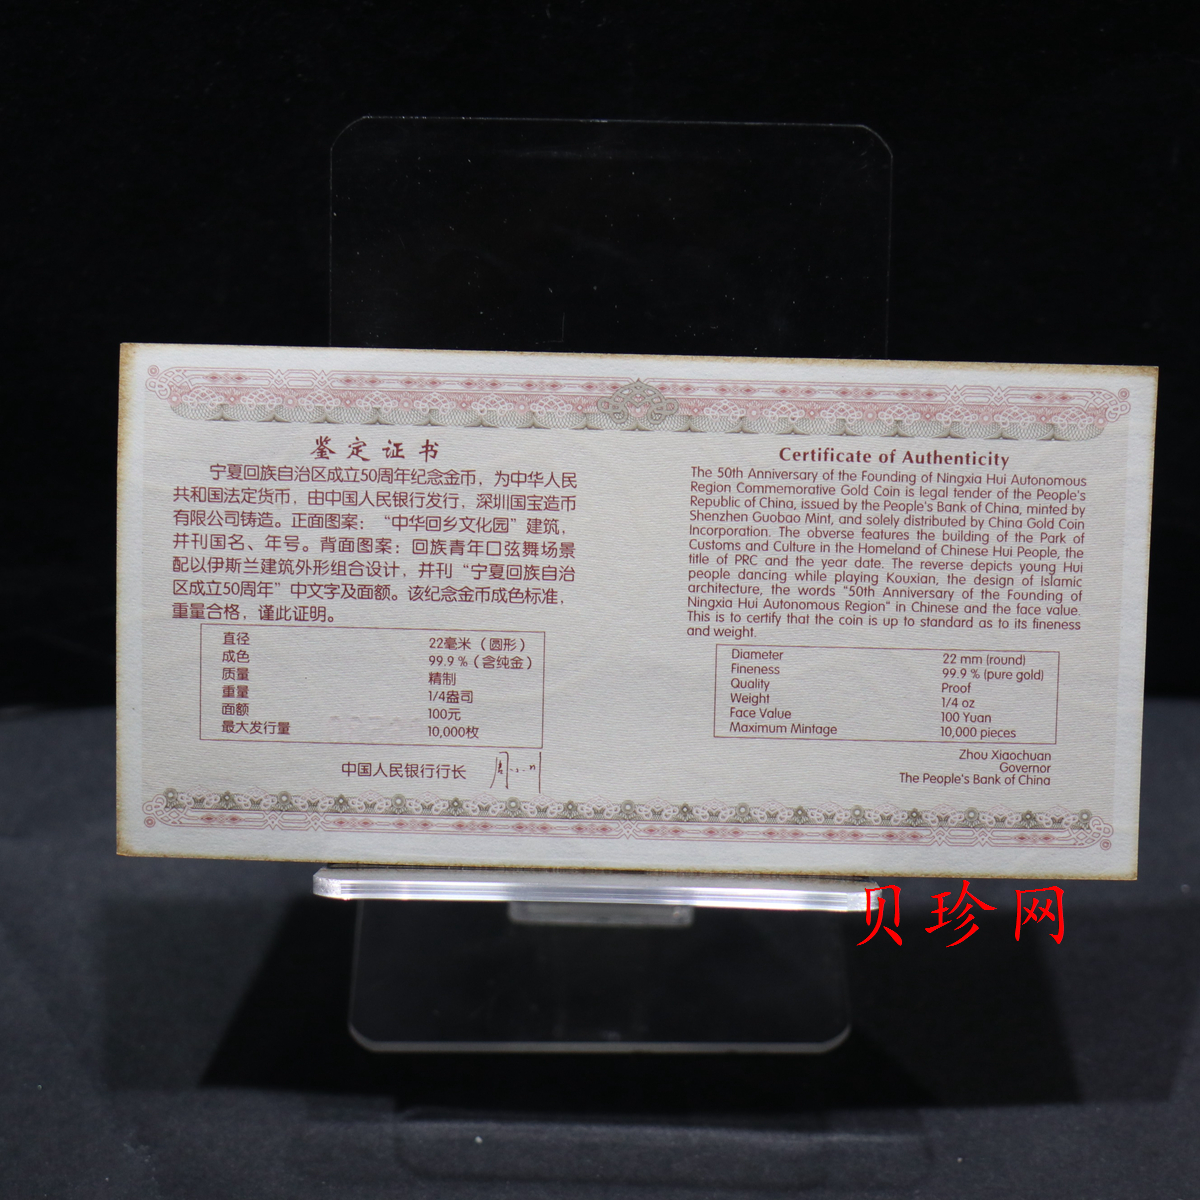 鉴定证书
宁夏回族自治区成立50周年纪念金币，为中华人民
共和国法定货币，由中国人民银行发行，深圳国宝造币
有限公司铸造。正面图案：“中华回乡文化园”建筑，
并刊国名、年号。背面图案：回族青年口弦舞场景
配以伊斯兰建筑外形组合设计，并刊“宁夏回族自治
区成立50周年”中文字及面额。该纪念金币成色标准，
重量合格，谨此证明。
直径 22毫米（圆形）
成色 99.9％（含纯金）
质量 精制
重量 1/4盎司
面额 100元
最大发行量 10,000枚
中国人民银行行长
Certificate of Authenticity
The 50th Anniversary of the Founding of Ningxia Hui Autonomous
Region Commemorative Gold Coin is legal tender of the People's
Republic of China, issued by the People's Bank of China, minted by
Shenzhen Guobao Mint, and solely distributed by China Gold Coin
Incorporation. The obverse features the building of the Park of
Customs and Culture in the Homeland of Chinese Hui People, the
title of PRC and the year date. The reverse depicts young Hui
people dancing while playing Kouxian, the design of Islamic
architecture, the words "50th Anniversary of the Founding of
Ningxia Hui Autonomous Region" in Chinese and the face value.
This is to certify that the coin is up to standard as to its fineness
and weight.
Diameter 22 mm (round)
Fineness 99.9 % (pure gold)
Quality Proof
Weight 1/4 oz
Face Value 100 Yuan
Maximum Mintage 10,000 pieces
Zhou Xiaochuan
Governor
The People's Bank of China
贝珍网